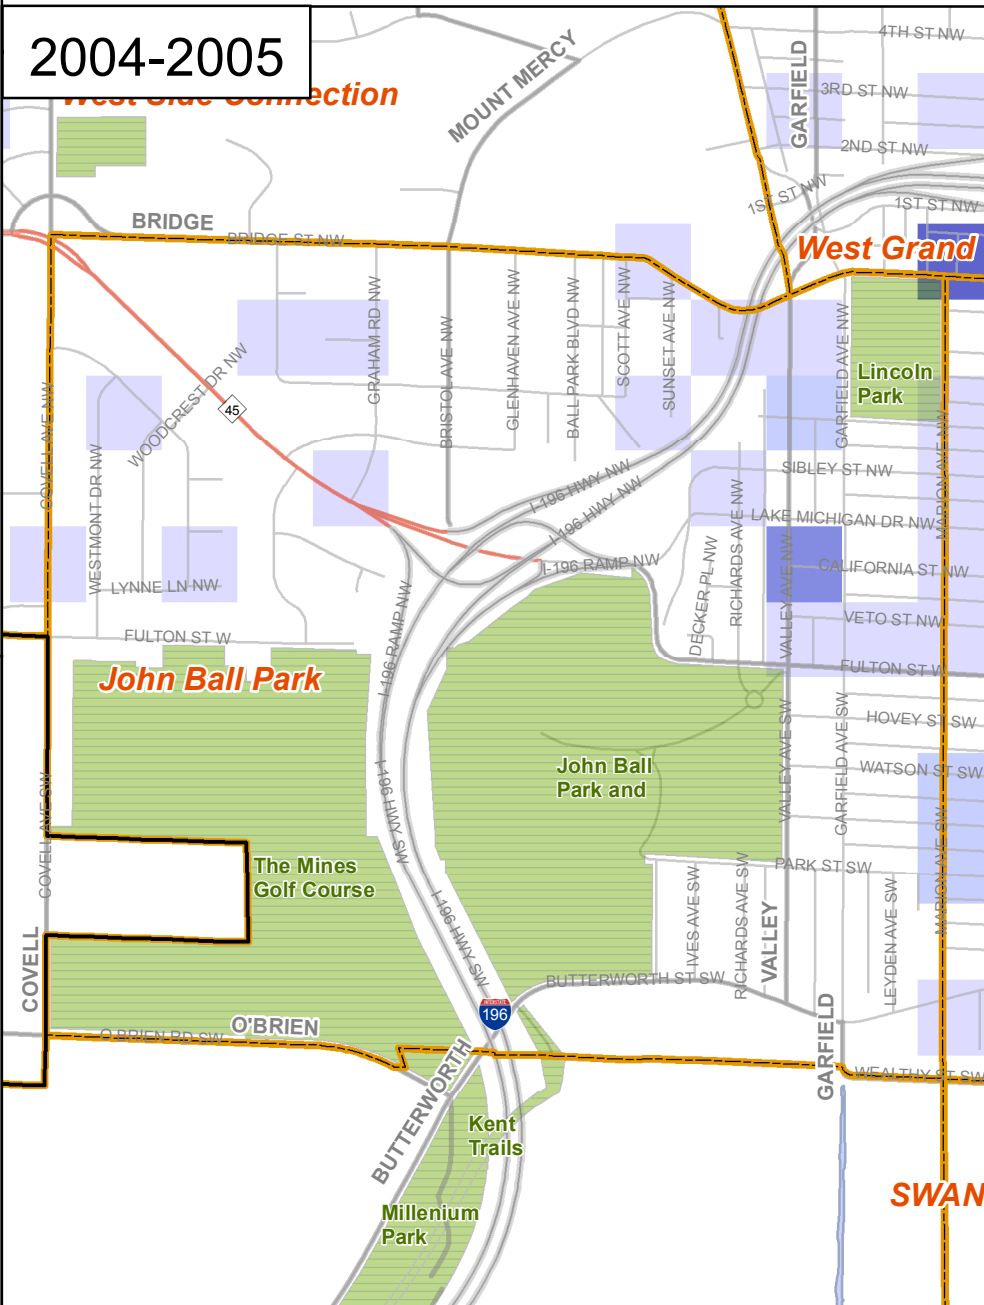 2004-2005
West Side Connection
MOUNT MERCY
GARFIELD
4TH ST NW
3RD ST NW
2ND ST NW
1ST ST NW
1ST ST NW
BRIDGE
BRIDGE ST NW
West Grand
COVELL AVE NW
WOODCREST DR NW
GRAHAM RD NW
BRISTOL AVE NW
GLENHAVEN AVE NW
BALL PARK BLVD NW
SCOTT AVE NW
SUNSET AVE NW
GARFIELD AVE NW
Lincoln
Park
MARION AVE NW
45
WESTMONT DR NW
I-196 HWY NW
I-196 HWY NW
SIBLEY ST NW
LAKE MICHIGAN DR NW
I-196 RAMP NW
I-196 RAMP NW
DECKER PL NW
RICHARDS AVE NW
VALLEY AVE NW
CALIFORNIA ST NW
LYNNE LN NW
VETO ST NW
FULTON ST W
FULTON ST W
John Ball Park
HOVEY ST SW
John Ball
Park and
VALLEY AVE SW
GARFIELD AVE SW
WATSON ST SW
COVELL AVE SW
I-196 HWY SW
The Mines
Golf Course
PARK ST SW
MARION AVE SW
I-196 HWY SW
IVES AVE SW
RICHARDS AVE SW
VALLEY
LEYDEN AVE SW
COVELL
BUTTERWORTH ST SW
INTERSTATE
196
O'BRIEN
O BRIEN RD SW
GARFIELD
BUTTERWORTH
WEALTHY ST SW
Kent
Trails
SWAN
Millenium
Park